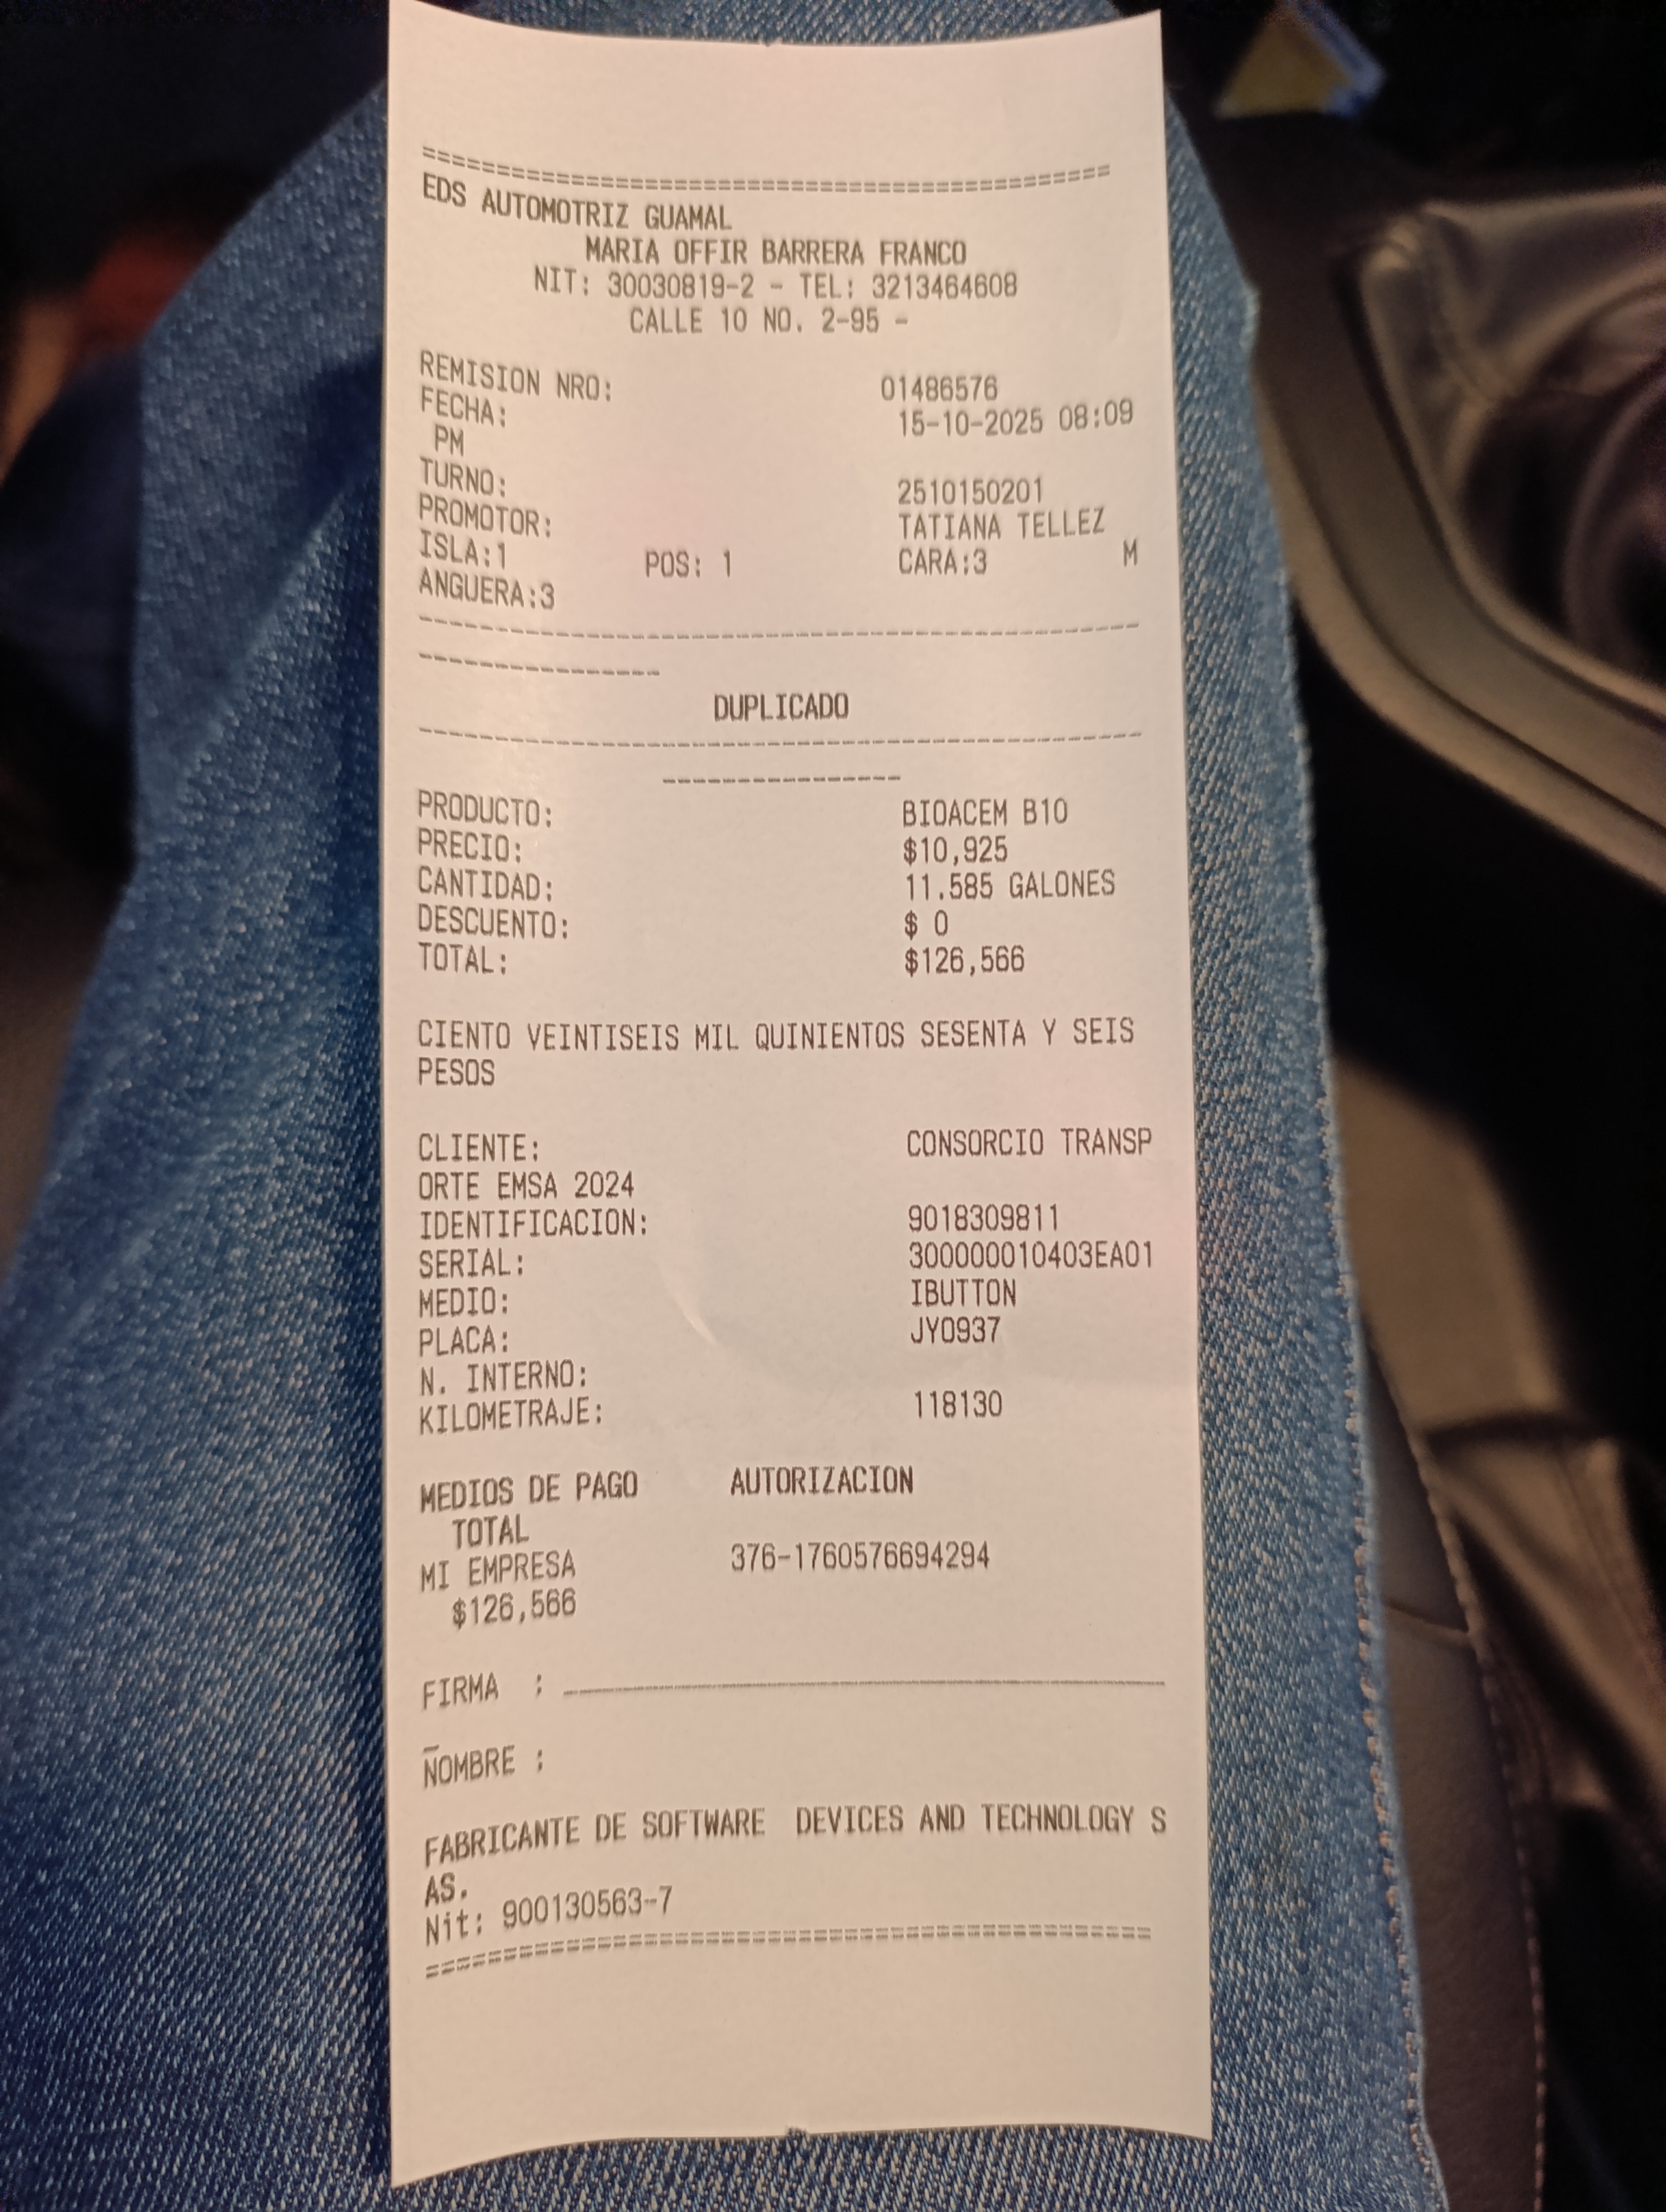 ================================================
EDS AUTOMOTRIZ GUAMAL
MARIA OFFIR BARRERA FRANCO
NIT: 30030819-2 - TEL: 3213464608
CALLE 10 NO. 2-95 -
REMISION NRO: 01486576
FECHA: 15-10-2025 08:09
PM
TURNO: 2510150201
PROMOTOR: TATIANA TELLEZ
ISLA:1 POS: 1 CARA:3 M
ANGUERA:3
------------------------------------------------
----------------
DUPLICADO
------------------------------------------------
----------------
PRODUCTO: BIOACEM B10
PRECIO: $10,925
CANTIDAD: 11.585 GALONES
DESCUENTO: $ 0
TOTAL: $126,566
CIENTO VEINTISEIS MIL QUINIENTOS SESENTA Y SEIS
PESOS
CLIENTE: CONSORCIO TRANSP
ORTE EMSA 2024
IDENTIFICACION: 9018309811
SERIAL: 300000010403EA01
MEDIO: IBUTTON
PLACA: JYO937
N. INTERNO:
KILOMETRAJE: 118130
MEDIOS DE PAGO AUTORIZACION
TOTAL
MI EMPRESA 376-1760576694294
$126,566
FIRMA : _______________________________________
_
NOMBRE :
FABRICANTE DE SOFTWARE DEVICES AND TECHNOLOGY S
AS.
Nit: 900130563-7
================================================